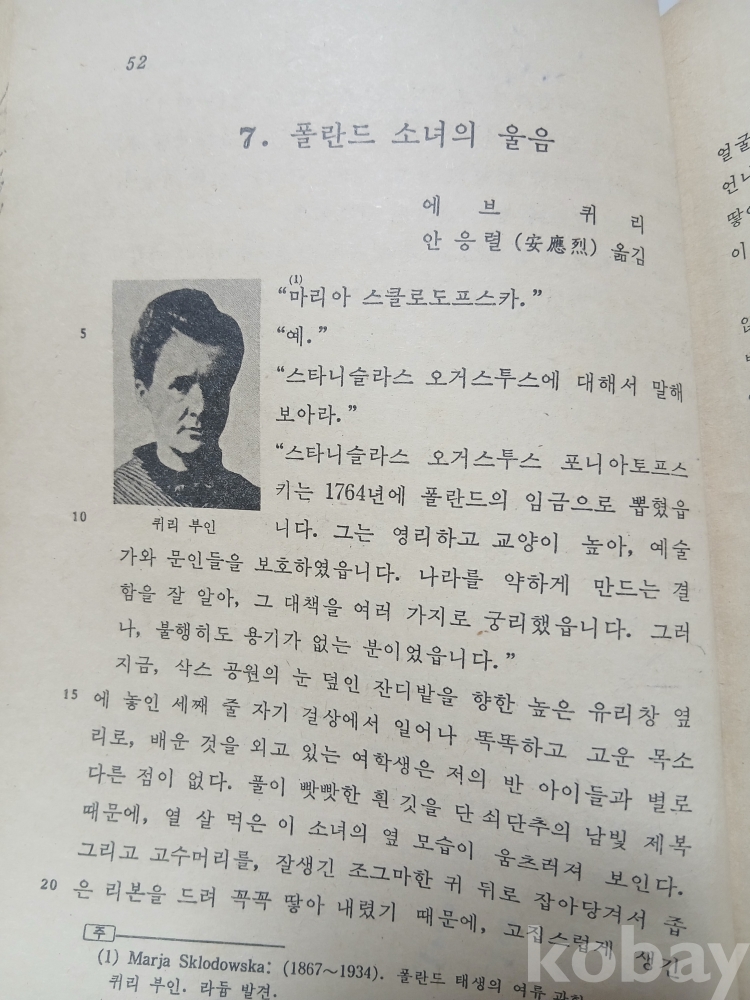 52
7. 폴란드 소녀의 울음
에 브 퀴 리
안 응 렬 (安應烈) 옮김
(1)
“마리아 스클로도프스카.”
5
“예.”
“스타니슬라스 오거스투스에 대해서 말해
보아라.”
“스타니슬라스 오거스투스 포니아토프스
키는 1764년에 폴란드의 임금으로 뽑혔읍
10
퀴리 부인
니다. 그는 영리하고 교양이 높아, 예술
가와 문인들을 보호하였읍니다. 나라를 약하게 만드는 결
함을 잘 알아, 그 대책을 여러 가지로 궁리했읍니다. 그러
나, 불행히도 용기가 없는 분이었읍니다.”
지금, 삭스 공원의 눈 덮인 잔디밭을 향한 높은 유리창 옆
15 에 놓인 세째 줄 자기 걸상에서 일어나 똑똑하고 고운 목소
리로, 배운 것을 외고 있는 여학생은 저의 반 아이들과 별로
다른 점이 없다. 풀이 빳빳한 흰 깃을 단 쇠단추의 남빛 제복
때문에, 열 살 먹은 이 소녀의 옆 모습이 움츠러져 보인다.
그리고 고수머리를, 잘생긴 조그마한 귀 뒤로 잡아당겨서 좁
20 은 리본을 드려 꼭꼭 땋아 내렸기 때문에, 고집스럽게 생긴
주
(1) Marja Sklodowska: (1867~1934). 폴란드 태생의 여류 과학
퀴리 부인. 라듐 발견.
얼굴
언니
땋아
이
kobay